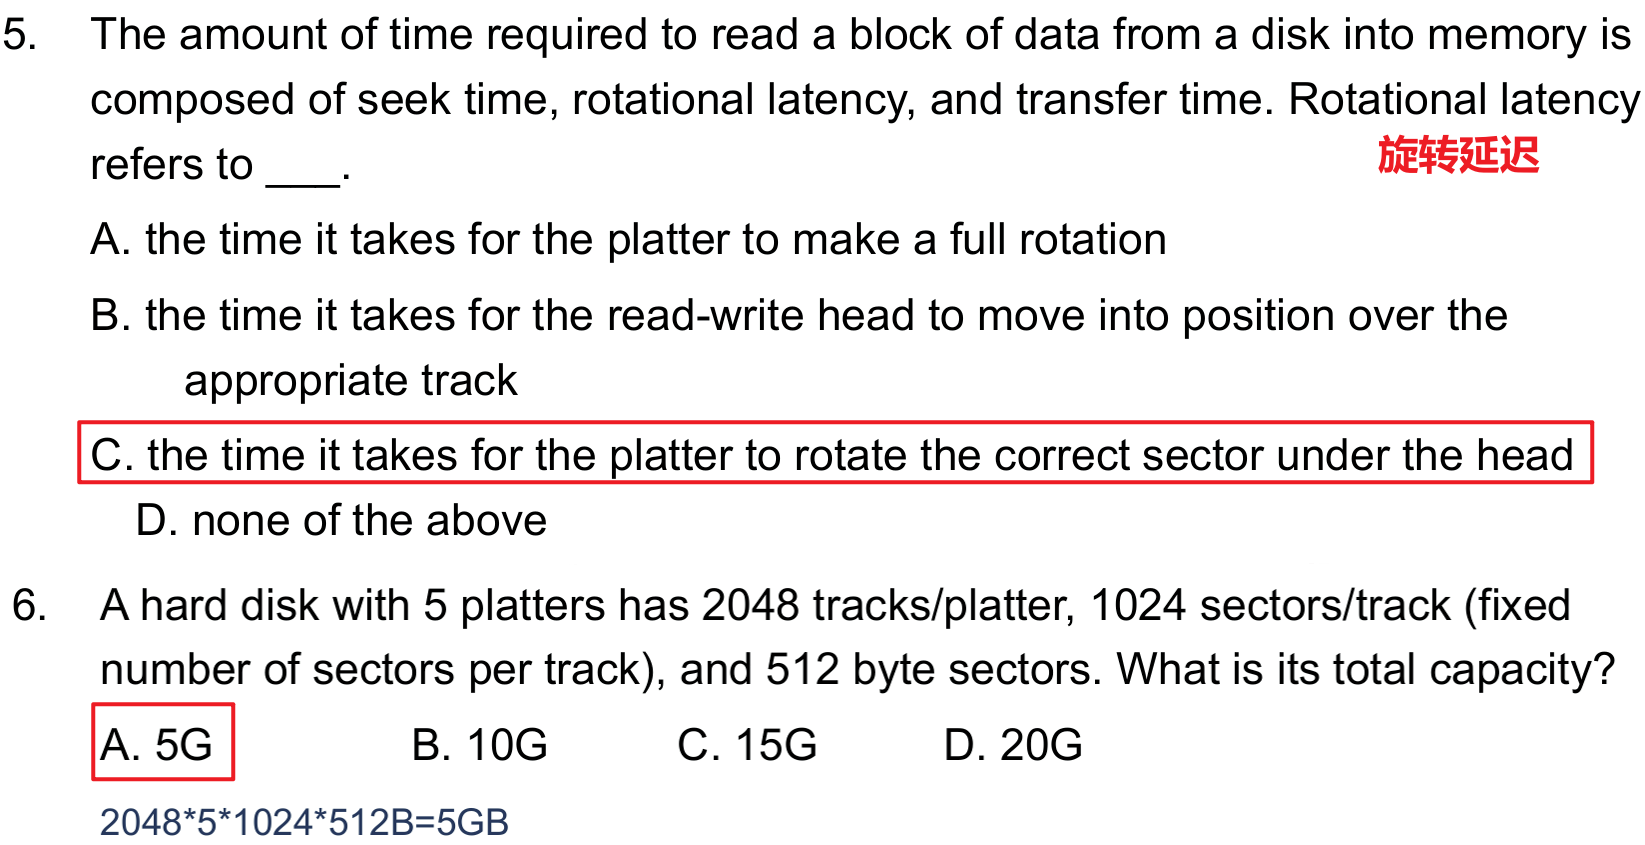 5. The amount of time required to read a block of data from a disk into memory is
composed of seek time, rotational latency, and transfer time. Rotational latency
refers to ___.
旋转延迟
A. the time it takes for the platter to make a full rotation
B. the time it takes for the read-write head to move into position over the
appropriate track
C. the time it takes for the platter to rotate the correct sector under the head
D. none of the above
6. A hard disk with 5 platters has 2048 tracks/platter, 1024 sectors/track (fixed
number of sectors per track), and 512 byte sectors. What is its total capacity?
A. 5G B. 10G C. 15G D. 20G
2048*5*1024*512B=5GB